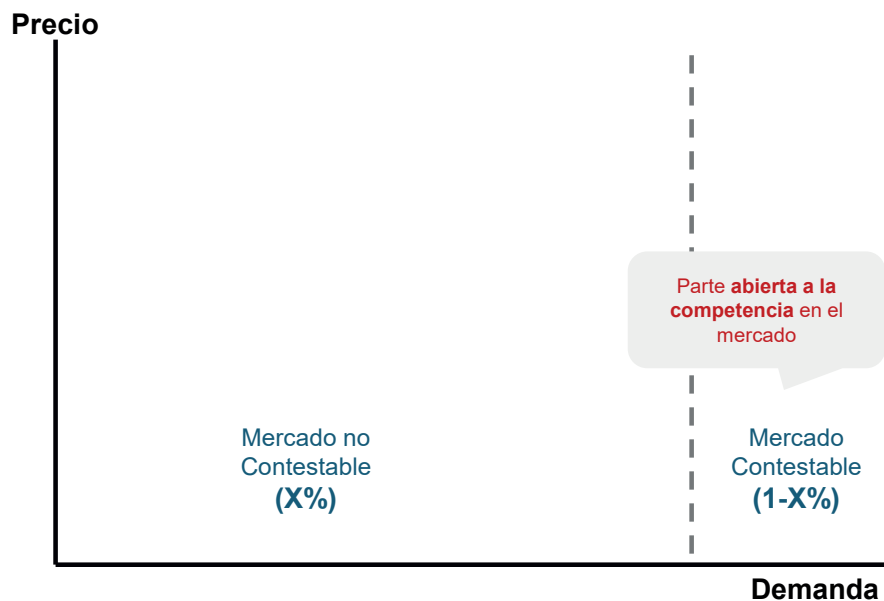 Precio
Parte abierta a la
competencia en el
mercado
Mercado no
Contestable
(X%)
Mercado
Contestable
(1-X%)
Demanda